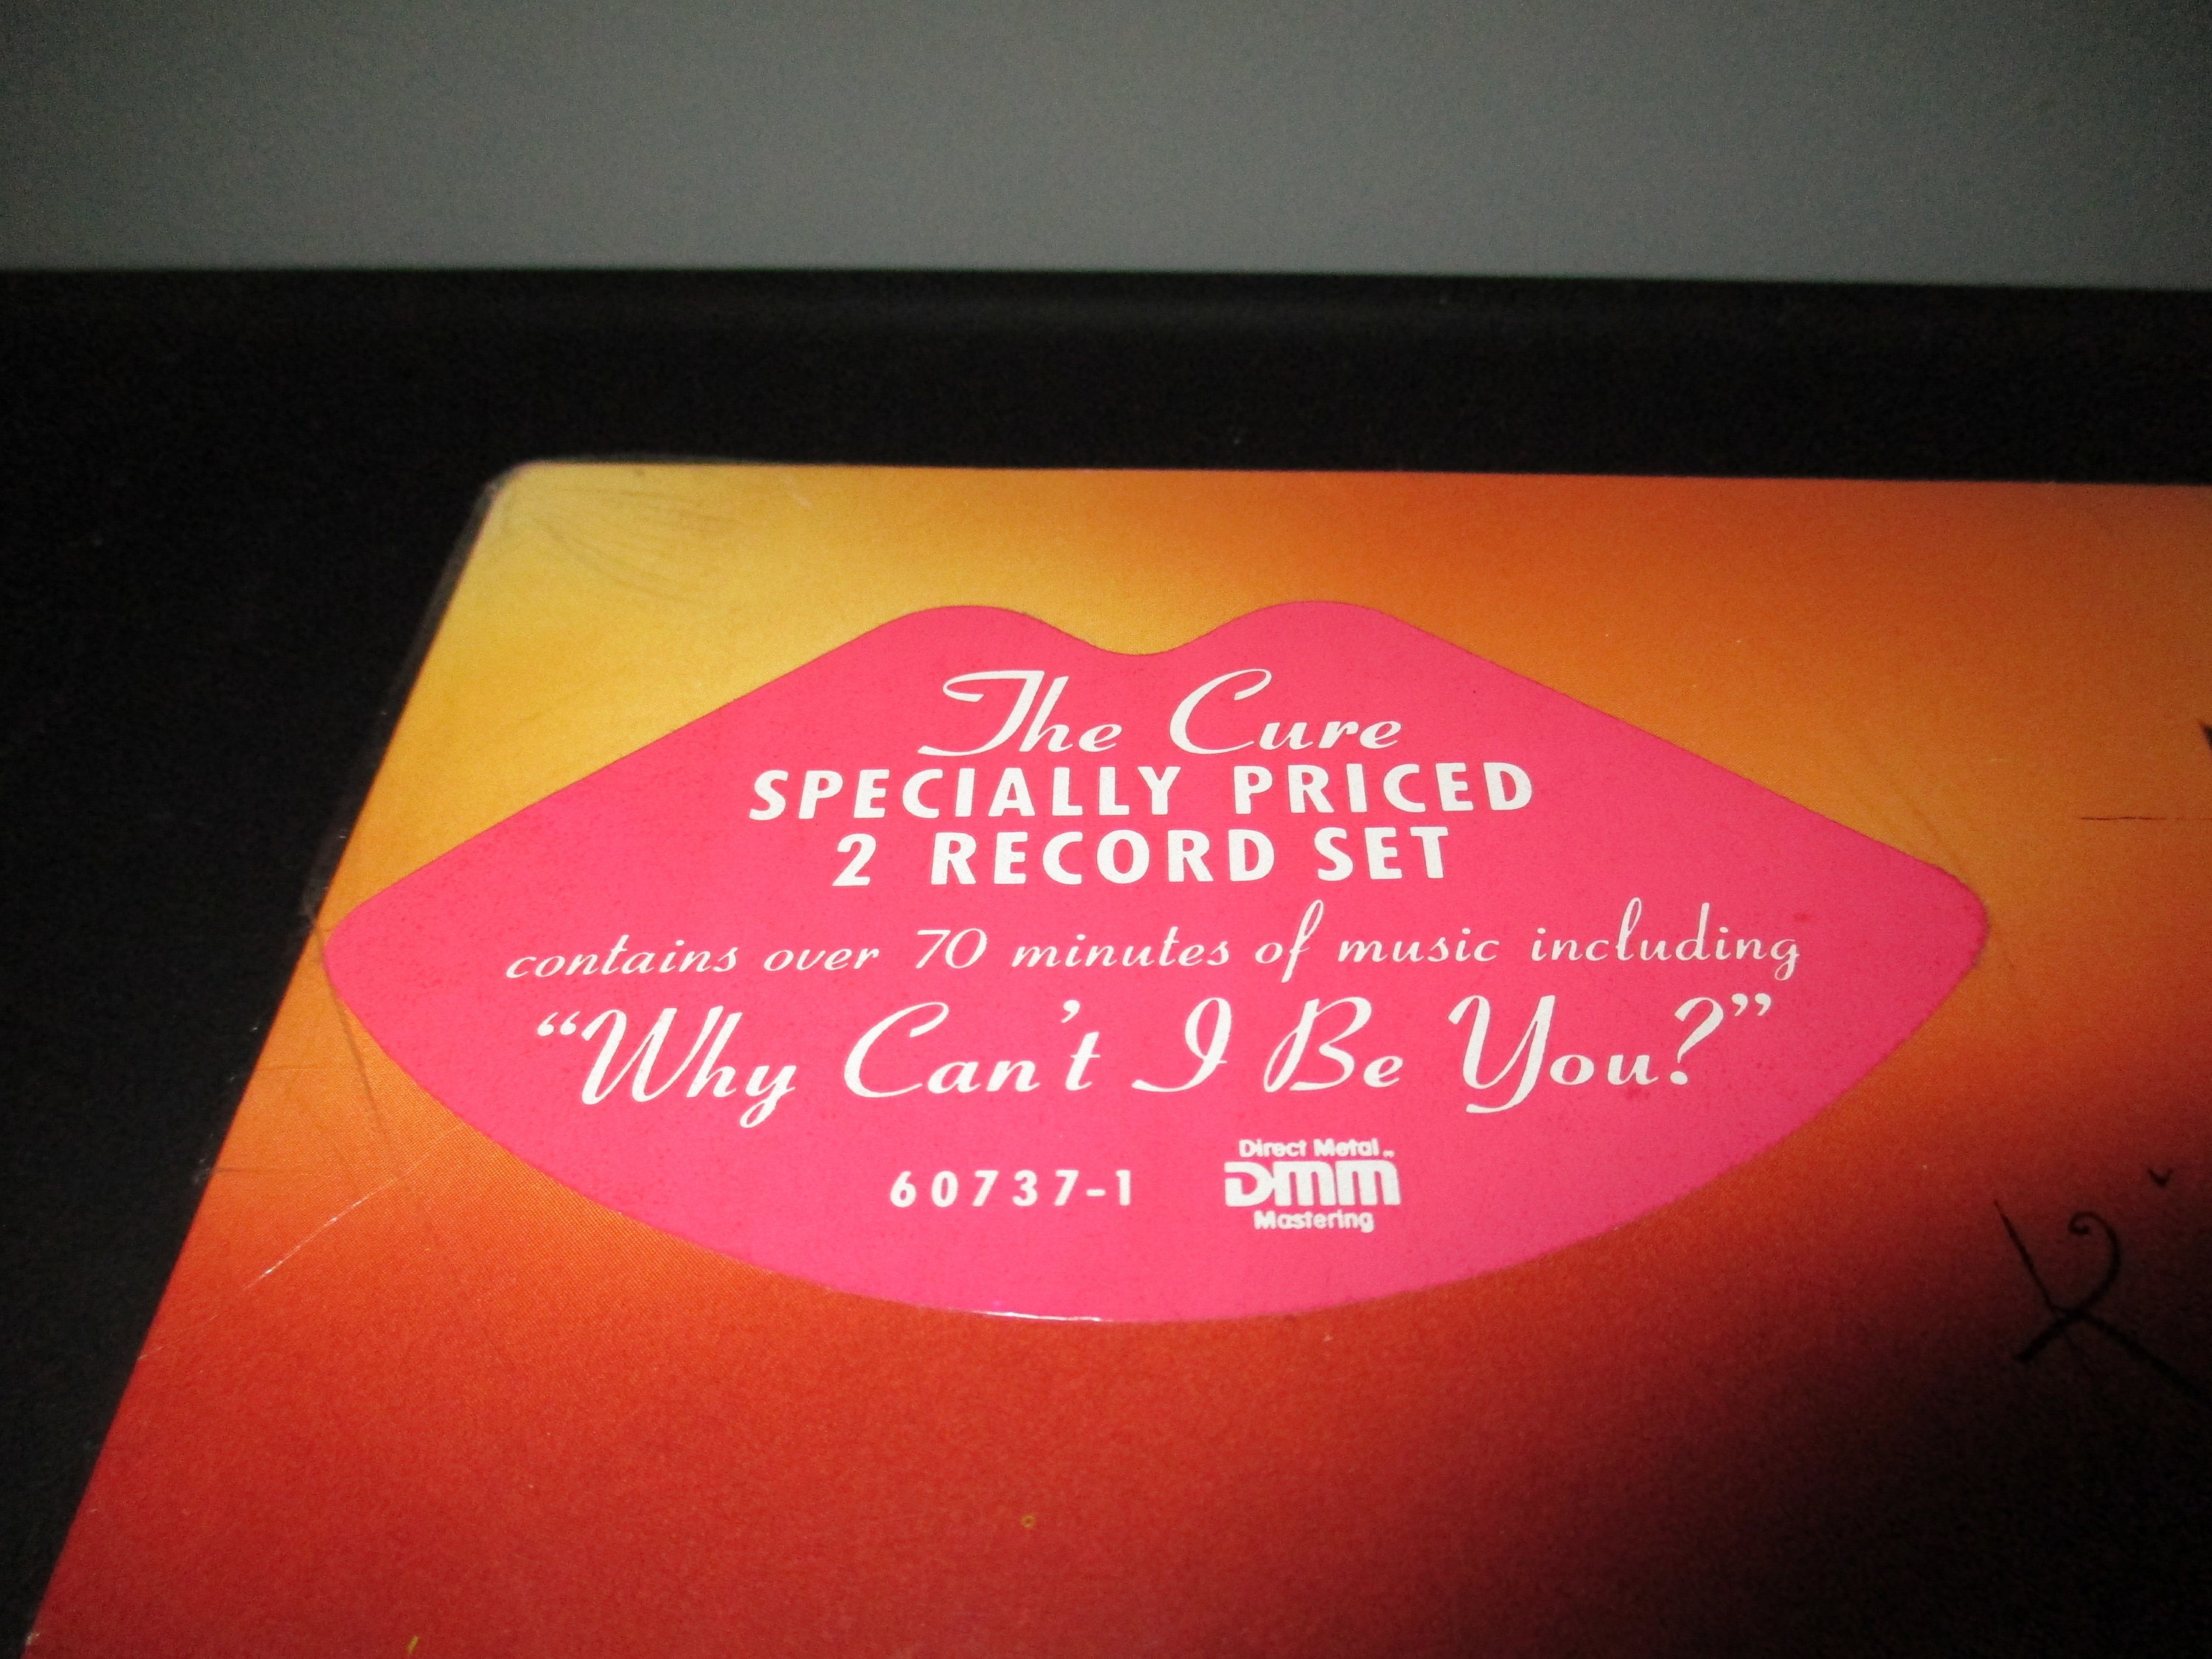 The Cure
SPECIALLY PRICED
2 RECORD SET
contains over 70 minutes of music including
“Why Can't I Be You?”
60737-1
Direct Metal
DMM
Mastering